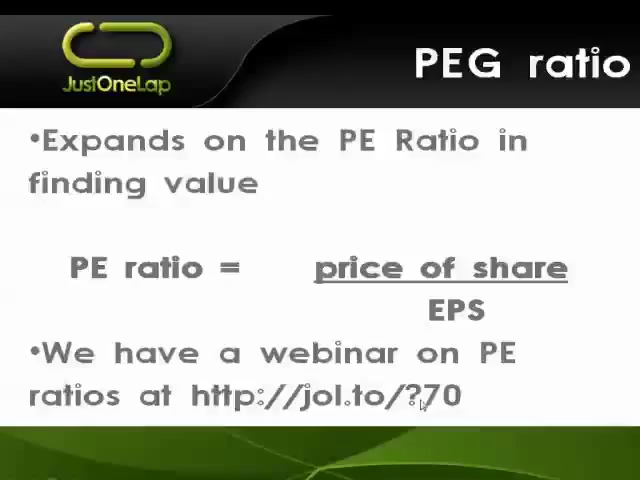 JustOneLap
PEG ratio
•Expands on the PE Ratio in
finding value
PE ratio = price of share
EPS
•We have a webinar on PE
ratios at http://jol.to/?70